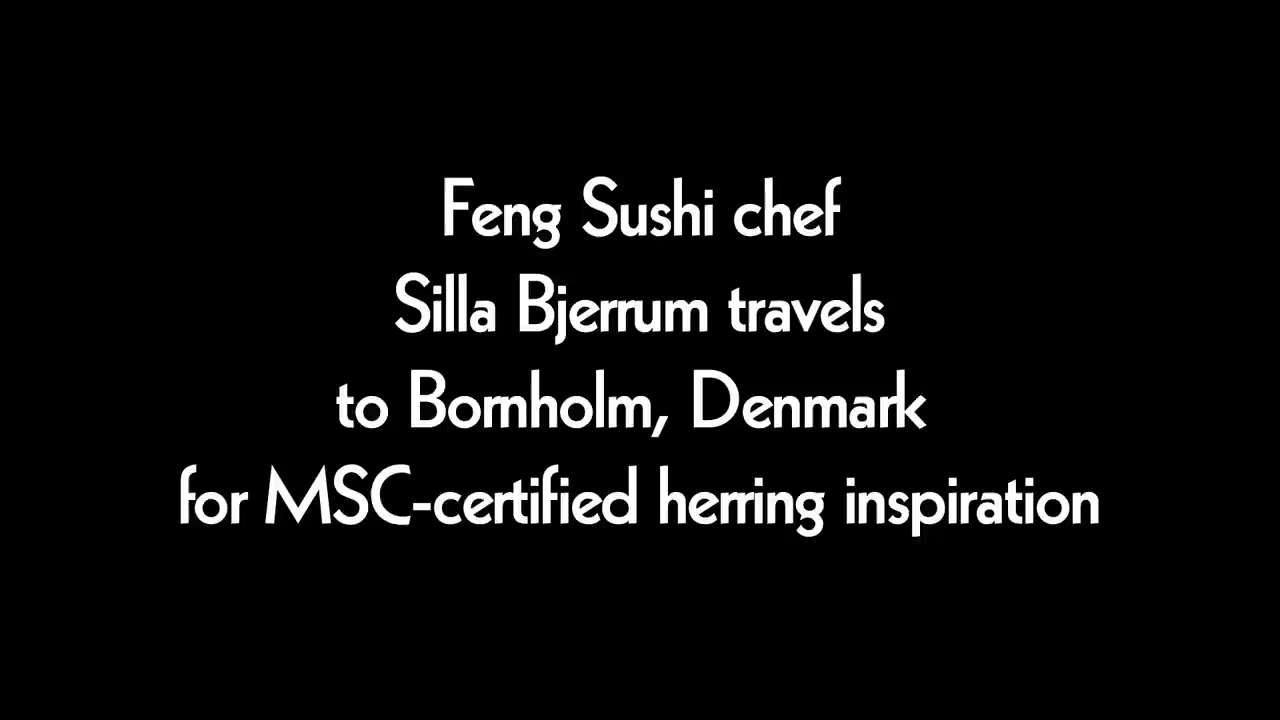 Feng Sushi chef
Silla Bjerrum travels
to Bornholm, Denmark
for MSC-certified herring inspiration